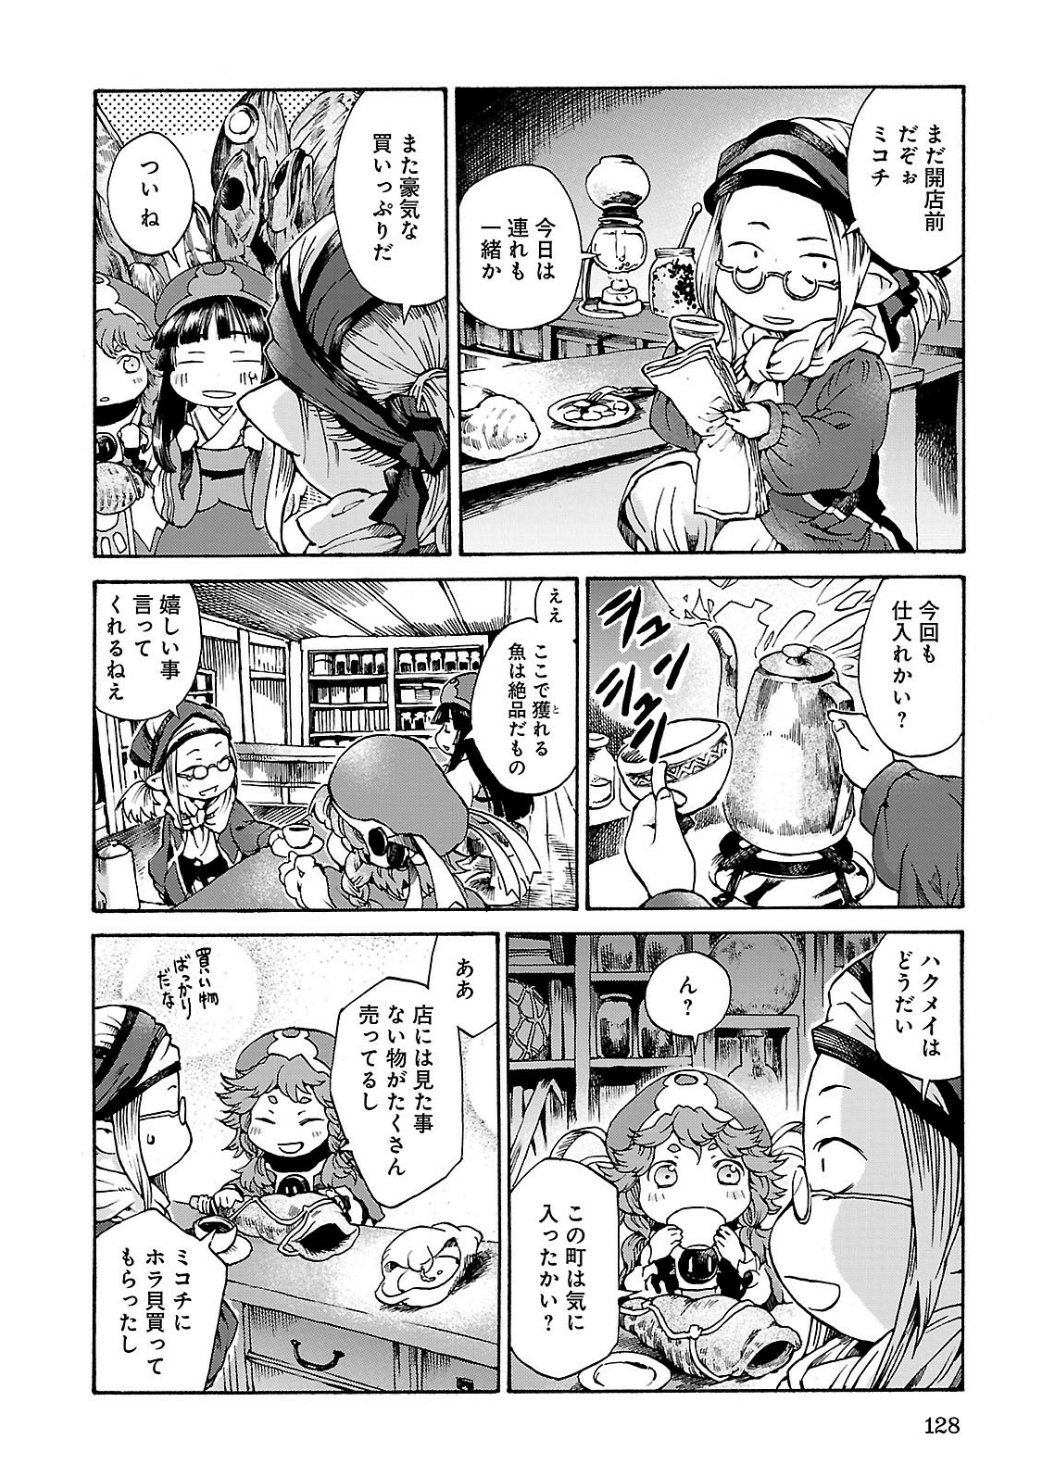 まだ開店前
だぞぉ
ミコチ
今日は
連れも
一緒か
また豪気な
買いっぷりだ
ついね
今回も
仕入れかい？
シュン
シュン
ええ
ここで獲れる
と
魚は絶品だもの
嬉しい事
言って
くれるねえ
ハクメイは
どうだい
ん？
この町は気に
入ったかい？
ああ
店には見た事
ない物がたくさん
売ってるし
買い物
ばっかり
だな
ミコチに
ホラ貝買って
もらったし
128